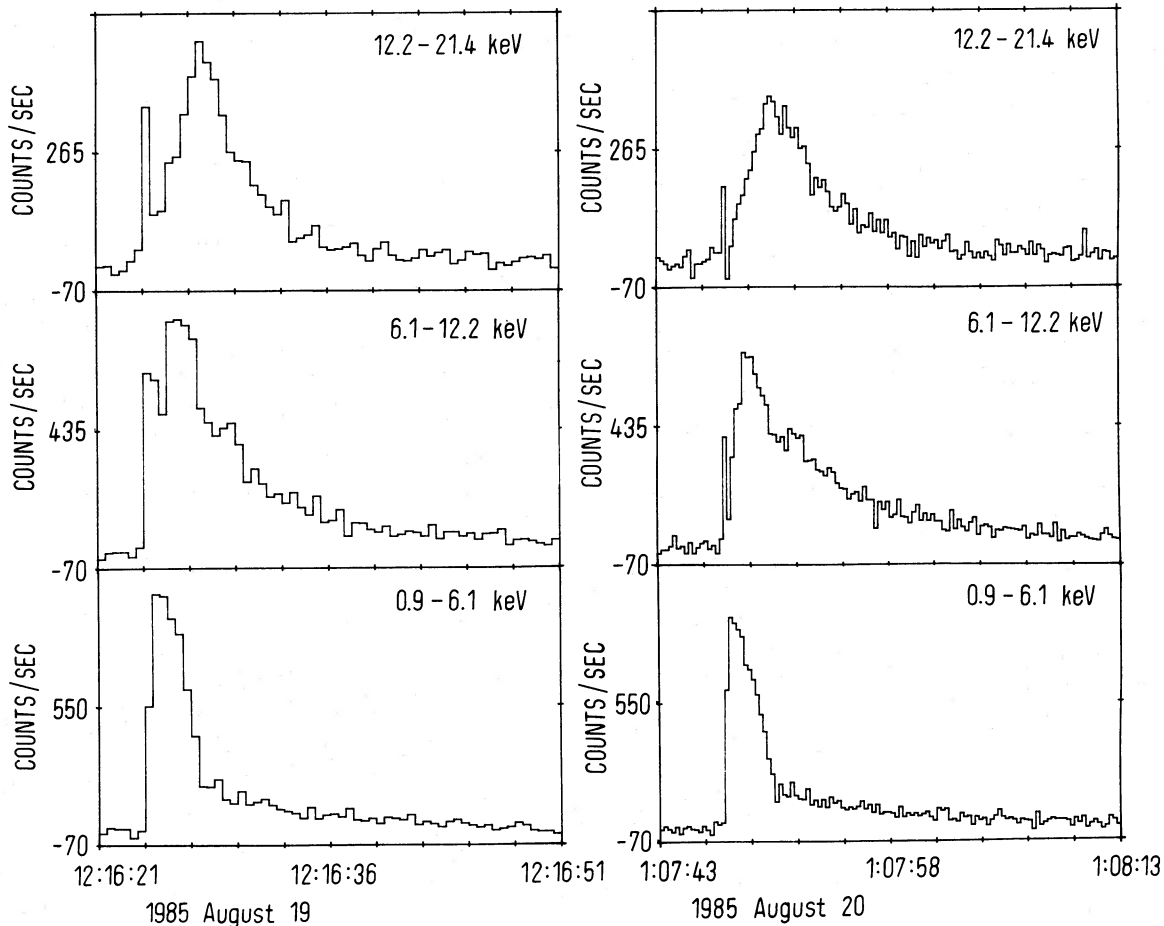 12.2 – 21.4 keV
COUNTS/SEC
265
-70
6.1 – 12.2 keV
COUNTS/SEC
435
-70
0.9 – 6.1 keV
COUNTS/SEC
550
-70
12:16:21 12:16:36 12:16:51
1985 August 19
12.2 – 21.4 keV
COUNTS/SEC
265
-70
6.1 – 12.2 keV
COUNTS/SEC
435
-70
0.9 – 6.1 keV
COUNTS/SEC
550
-70
1:07:43 1:07:58 1:08:13
1985 August 20